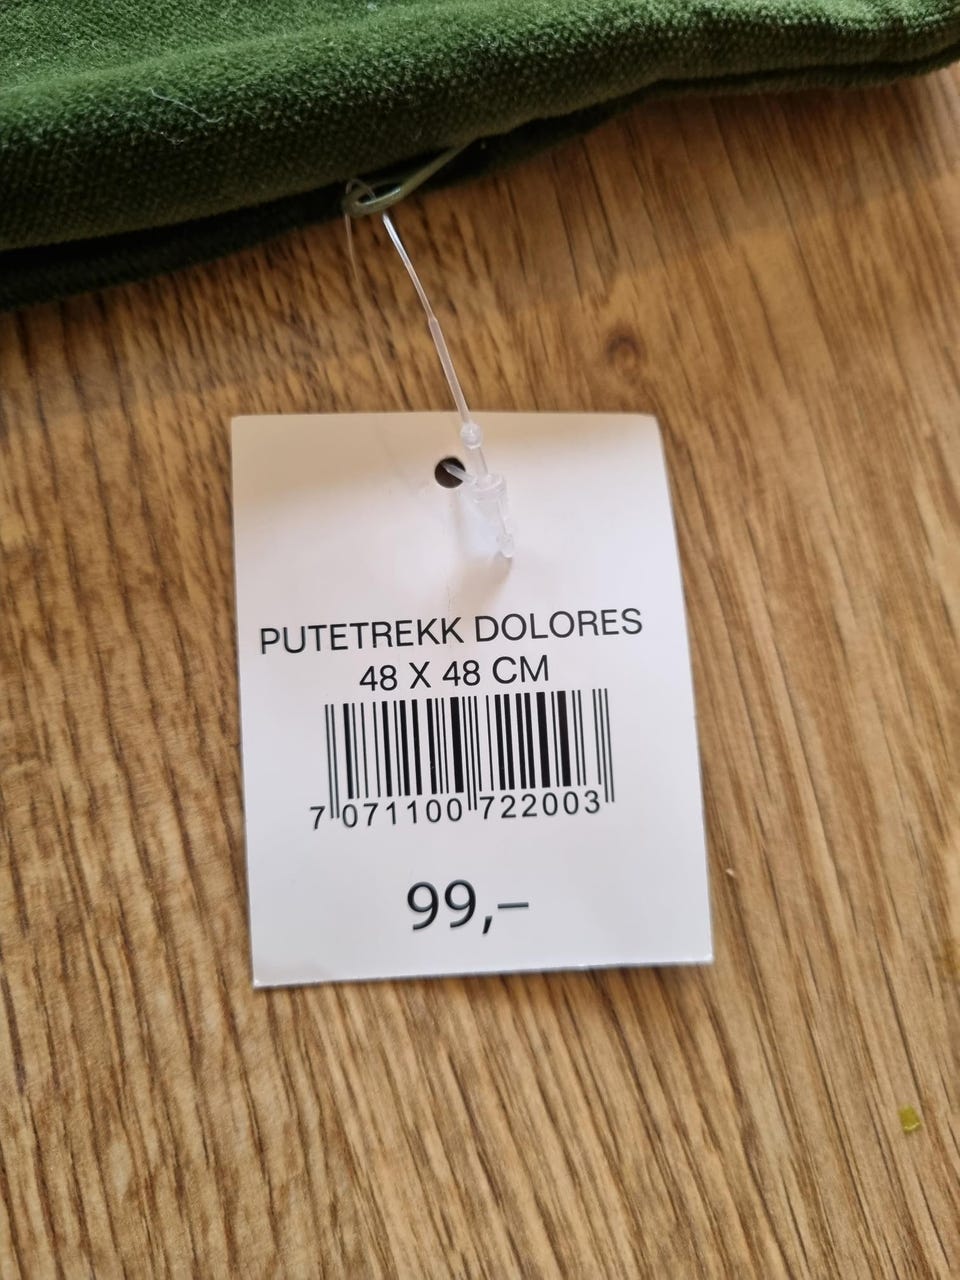 PUTETREKK DOLORES
48 X 48 CM
7 071100 722003
99,–